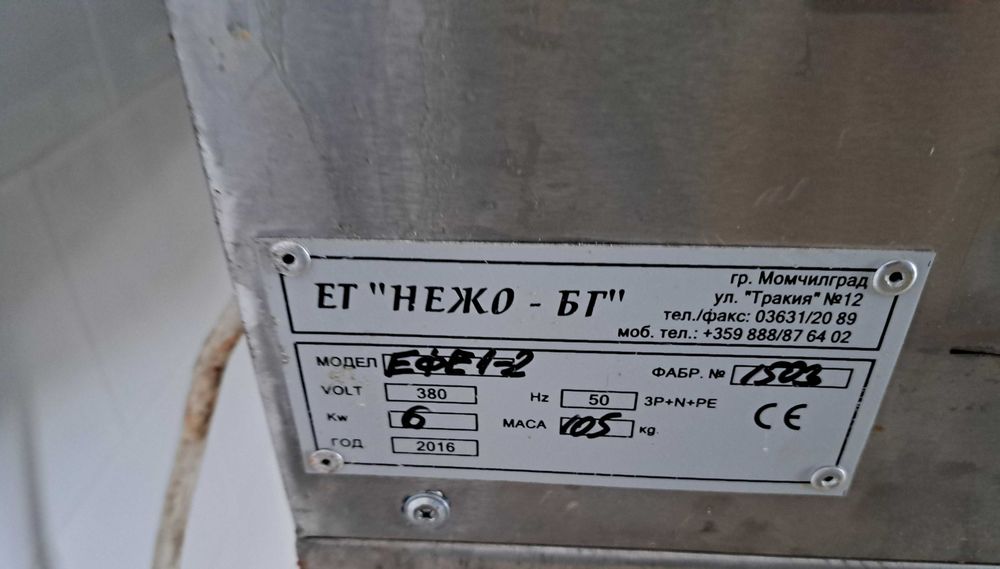 ЕТ "НЕЖО - БГ"
гр. Момчилград
ул. "Тракия" №12
тел./факс: 03631/20 89
моб. тел.: +359 888/87 64 02
МОДЕЛ ЕФЕ1-2 ФАБР. № 1503
VOLT 380 Hz 50 3P+N+PE
Kw 6 МАСА 105 kg. CE
ГОД 2016